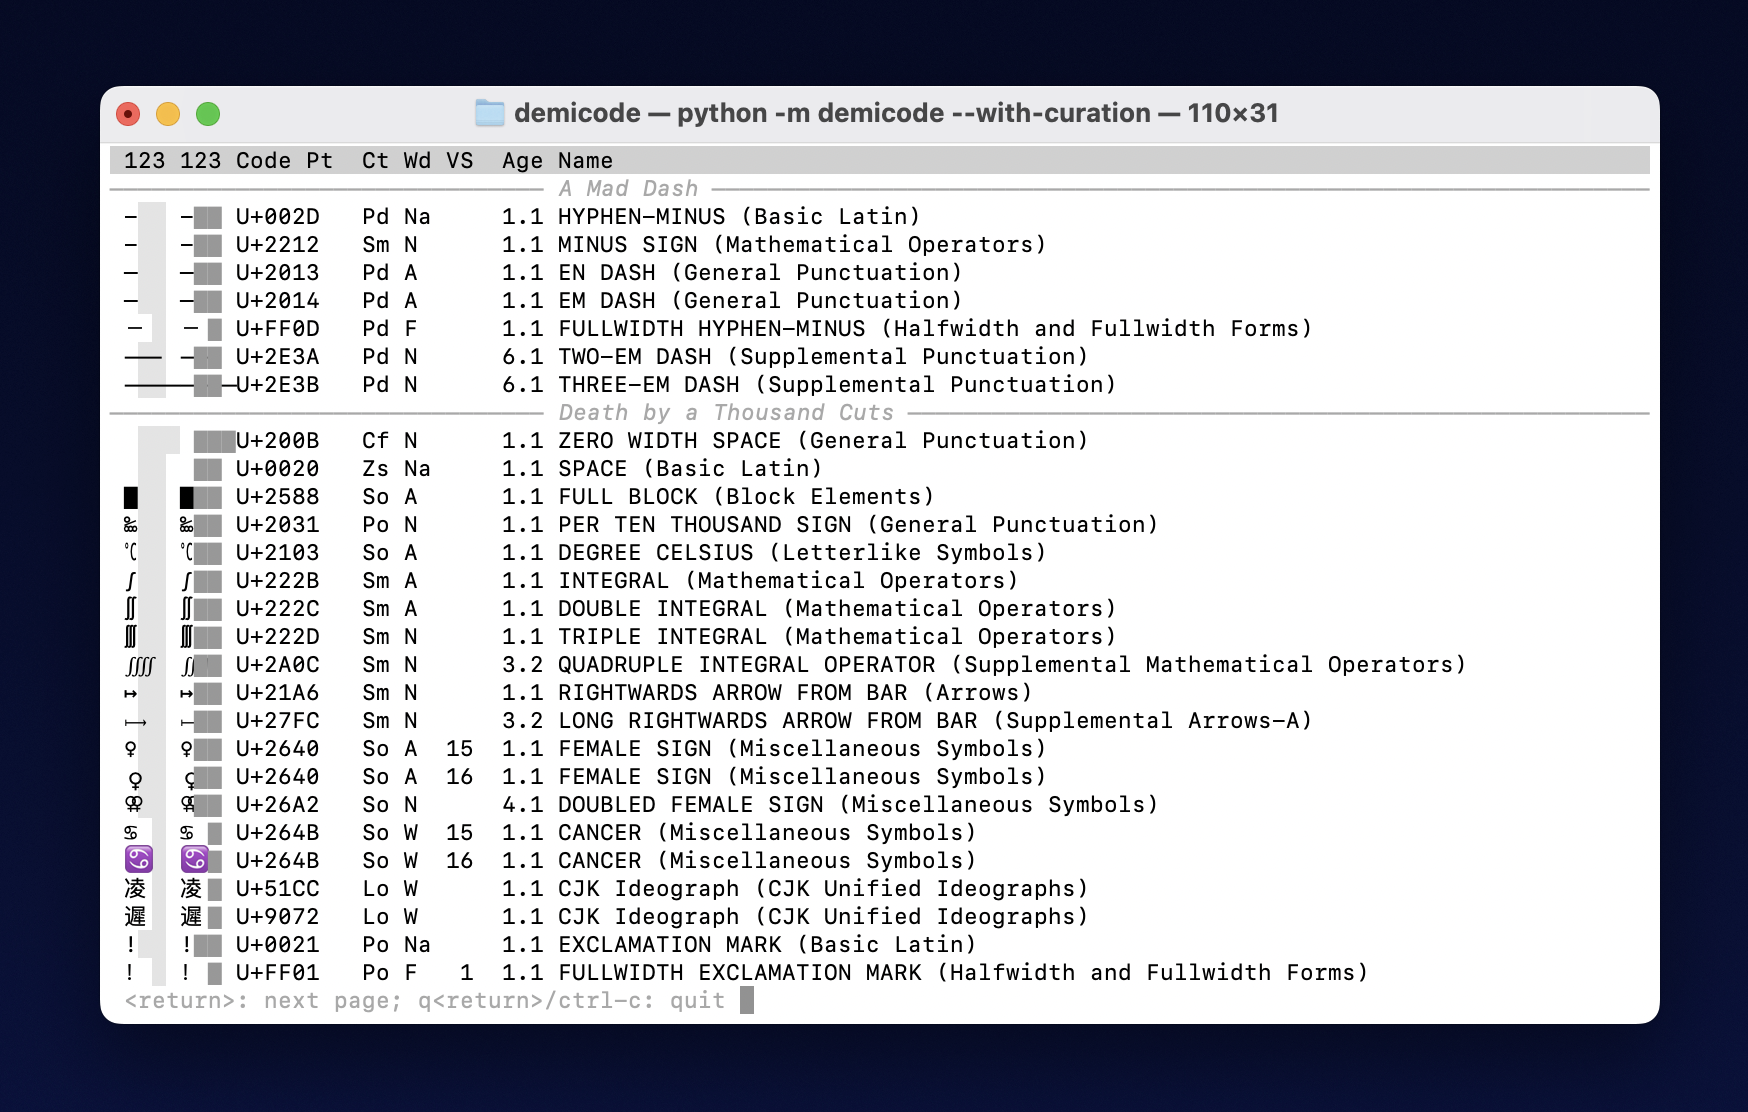 demicode — python -m demicode --with-curation — 110×31
123 123 Code Pt Ct Wd VS Age Name
A Mad Dash
- - U+002D Pd Na 1.1 HYPHEN-MINUS (Basic Latin)
− − U+2212 Sm N 1.1 MINUS SIGN (Mathematical Operators)
– – U+2013 Pd A 1.1 EN DASH (General Punctuation)
— — U+2014 Pd A 1.1 EM DASH (General Punctuation)
- - U+FF0D Pd F 1.1 FULLWIDTH HYPHEN-MINUS (Halfwidth and Fullwidth Forms)
⸺ ⸺ U+2E3A Pd N 6.1 TWO-EM DASH (Supplemental Punctuation)
⸻ U+2E3B Pd N 6.1 THREE-EM DASH (Supplemental Punctuation)
Death by a Thousand Cuts
U+200B Cf N 1.1 ZERO WIDTH SPACE (General Punctuation)
U+0020 Zs Na 1.1 SPACE (Basic Latin)
█ █ U+2588 So A 1.1 FULL BLOCK (Block Elements)
‱ ‱ U+2031 Po N 1.1 PER TEN THOUSAND SIGN (General Punctuation)
℃ ℃ U+2103 So A 1.1 DEGREE CELSIUS (Letterlike Symbols)
∫ ∫ U+222B Sm A 1.1 INTEGRAL (Mathematical Operators)
∬ ∬ U+222C Sm A 1.1 DOUBLE INTEGRAL (Mathematical Operators)
∭ ∭ U+222D Sm N 1.1 TRIPLE INTEGRAL (Mathematical Operators)
⨌ ⨌ U+2A0C Sm N 3.2 QUADRUPLE INTEGRAL OPERATOR (Supplemental Mathematical Operators)
↦ ↦ U+21A6 Sm N 1.1 RIGHTWARDS ARROW FROM BAR (Arrows)
⟼ ⟼ U+27FC Sm N 3.2 LONG RIGHTWARDS ARROW FROM BAR (Supplemental Arrows-A)
♀︎ ♀︎ U+2640 So A 15 1.1 FEMALE SIGN (Miscellaneous Symbols)
♀️ ♀️ U+2640 So A 16 1.1 FEMALE SIGN (Miscellaneous Symbols)
⚢ ⚢ U+26A2 So N 4.1 DOUBLED FEMALE SIGN (Miscellaneous Symbols)
♋︎ ♋︎ U+264B So W 15 1.1 CANCER (Miscellaneous Symbols)
♋️ ♋️ U+264B So W 16 1.1 CANCER (Miscellaneous Symbols)
凌 凌 U+51CC Lo W 1.1 CJK Ideograph (CJK Unified Ideographs)
遲 遲 U+9072 Lo W 1.1 CJK Ideograph (CJK Unified Ideographs)
! ! U+0021 Po Na 1.1 EXCLAMATION MARK (Basic Latin)
！ ！ U+FF01 Po F 1 1.1 FULLWIDTH EXCLAMATION MARK (Halfwidth and Fullwidth Forms)
<return>: next page; q<return>/ctrl-c: quit